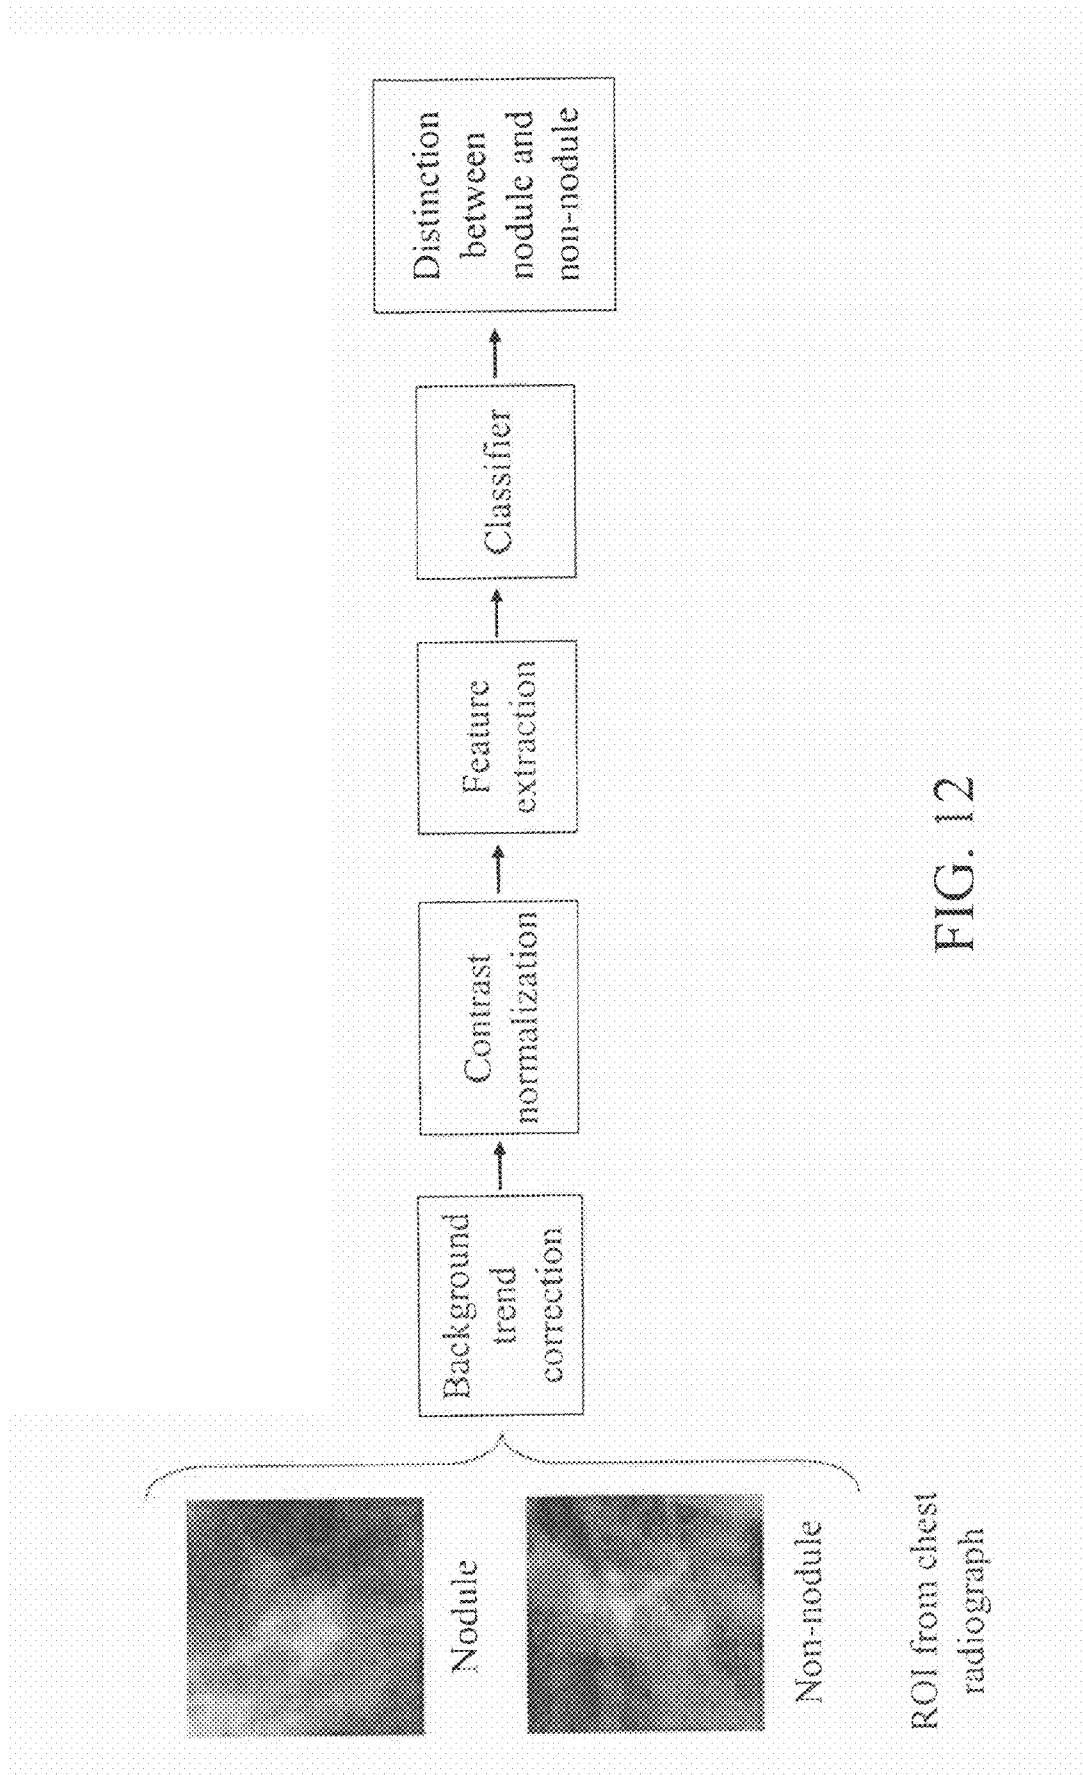 Nodule
Non-nodule
ROI from chest
radiograph
Background
trend
correction
Contrast
normalization
Feature
extraction
Classifier
Distinction
between
nodule and
non-nodule
FIG. 12